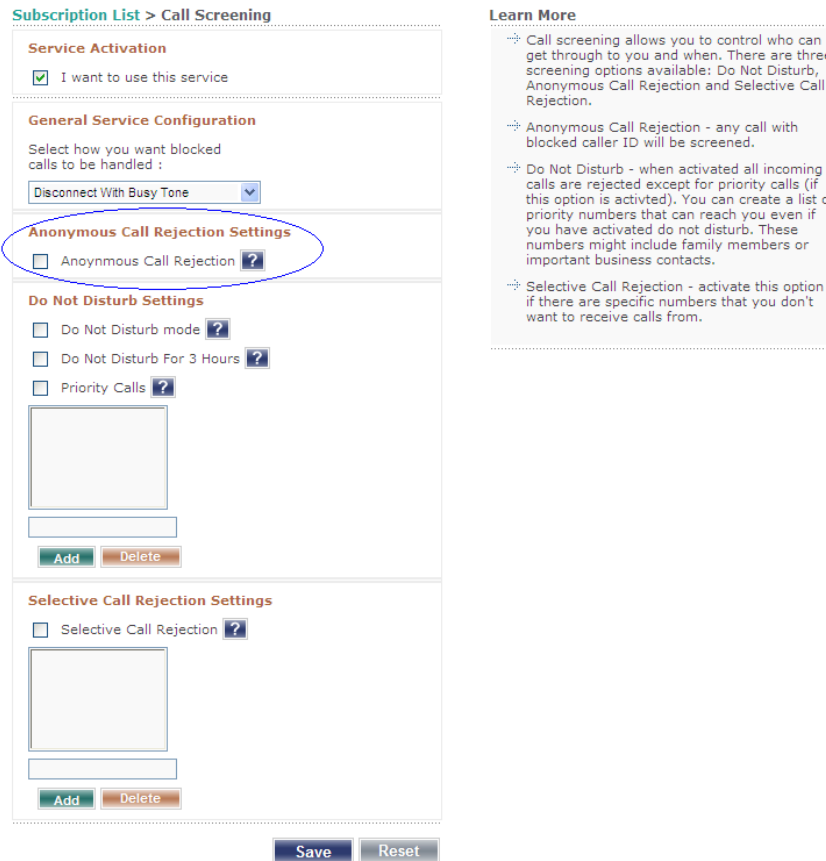 Subscription List > Call Screening
Service Activation
I want to use this service
General Service Configuration
Select how you want blocked
calls to be handled :
Disconnect With Busy Tone
Anonymous Call Rejection Settings
Anoynmous Call Rejection ?
Do Not Disturb Settings
Do Not Disturb mode ?
Do Not Disturb For 3 Hours ?
Priority Calls ?
Add Delete
Selective Call Rejection Settings
Selective Call Rejection ?
Add Delete
Save Reset
Learn More
Call screening allows you to control who can
get through to you and when. There are three
screening options available: Do Not Disturb,
Anonymous Call Rejection and Selective Call
Rejection.
Anonymous Call Rejection - any call with
blocked caller ID will be screened.
Do Not Disturb - when activated all incoming
calls are rejected except for priority calls (if
this option is activted). You can create a list
priority numbers that can reach you even if
you have activated do not disturb. These
numbers might include family members or
important business contacts.
Selective Call Rejection - activate this option
if there are specific numbers that you don't
want to receive calls from.